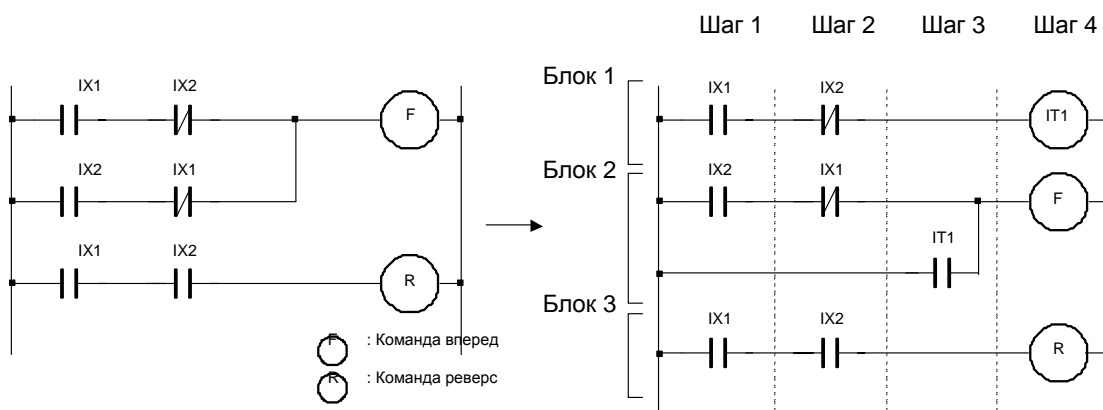 Шаг 1 Шаг 2 Шаг 3 Шаг 4
Блок 1
IX1 IX2
F
IX2 IX1
IX1 IX2
R
F : Команда вперед
R : Команда реверс
IX1 IX2
IT1
Блок 2
IX2 IX1
F
IT1
Блок 3
IX1 IX2
R